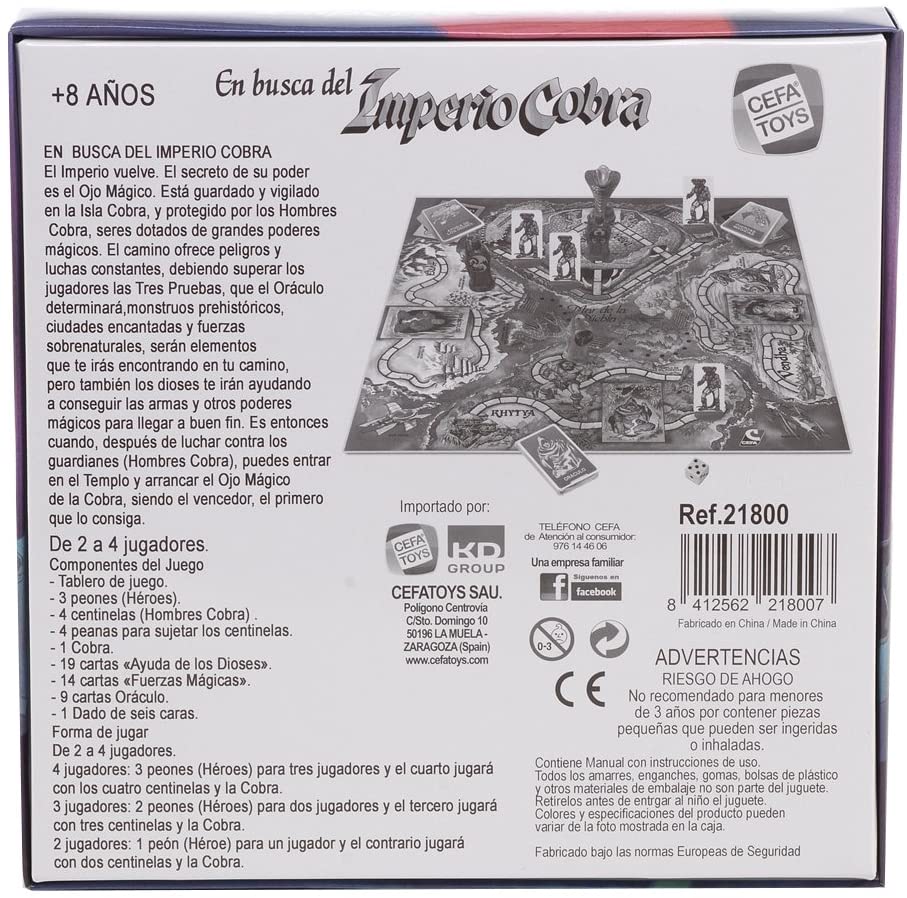 +8 AÑOS
En busca del Imperio Cobra
CEFA®
TOYS
EN BUSCA DEL IMPERIO COBRA
El Imperio vuelve. El secreto de su poder
es el Ojo Mágico. Está guardado y vigilado
en la Isla Cobra, y protegido por los Hombres
Cobra, seres dotados de grandes poderes
mágicos. El camino ofrece peligros y
luchas constantes, debiendo superar los
jugadores las Tres Pruebas, que el Oráculo
determinará,monstruos prehistóricos,
ciudades encantadas y fuerzas
sobrenaturales, serán elementos
que te irás encontrando en tu camino,
pero también los dioses te irán ayudando
a conseguir las armas y otros poderes
mágicos para llegar a buen fin. Es entonces
cuando, después de luchar contra los
guardianes (Hombres Cobra), puedes entrar
en el Templo y arrancar el Ojo Mágico
de la Cobra, siendo el vencedor, el primero
que lo consiga.
De 2 a 4 jugadores.
Componentes del Juego
- Tablero de juego.
- 3 peones (Héroes).
- 4 centinelas (Hombres Cobra) .
- 4 peanas para sujetar los centinelas.
- 1 Cobra.
- 19 cartas «Ayuda de los Dioses».
- 14 cartas «Fuerzas Mágicas».
- 9 cartas Oráculo.
- 1 Dado de seis caras.
Forma de jugar
De 2 a 4 jugadores.
4 jugadores: 3 peones (Héroes) para tres jugadores y el cuarto jugará
con los cuatro centinelas y la Cobra.
3 jugadores: 2 peones (Héroes) para dos jugadores y el tercero jugará
con tres centinelas y la Cobra.
2 jugadores: 1 peón (Héroe) para un jugador y el contrario jugará
con dos centinelas y la Cobra.
Mar de la
Niebla
KHYTYA
CEFA
ORACULO
Importado por:
CEFA®
TOYS
KD
GROUP
CEFATOYS SAU.
Polígono Centrovia
C/Sto. Domingo 10
50196 LA MUELA -
ZARAGOZA (Spain)
www.cefatoys.com
TELÉFONO CEFA
de Atención al consumidor:
976 14 46 06
Una empresa familiar
Síguenos en
f facebook
0-3
CE
Ref.21800
8 412562 218007
Fabricado en China / Made in China
ADVERTENCIAS
RIESGO DE AHOGO
No recomendado para menores
de 3 años por contener piezas
pequeñas que pueden ser ingeridas
o inhaladas.
Contiene Manual con instrucciones de uso.
Todos los amarres, enganches, gomas, bolsas de plástico
y otros materiales de embalaje no son parte del juguete.
Retírelos antes de entrgar al niño el juguete.
Colores y especificaciones del producto pueden
variar de la foto mostrada en la caja.
Fabricado bajo las normas Europeas de Seguridad